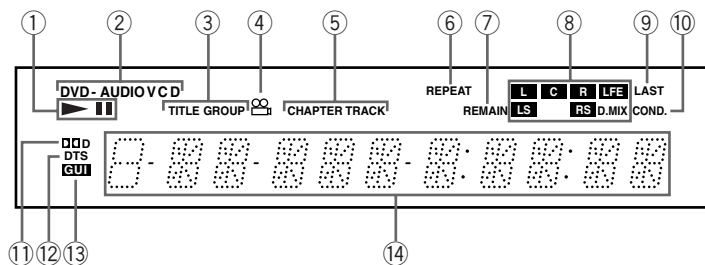 ① ② ③ ④ ⑤ ⑥ ⑦ ⑧ ⑨ ⑩
DVD-AUDIO V C D
REPEAT L C R LFE LAST
TITLE GROUP CHAPTER TRACK REMAIN LS RS D.MIX COND.
D
DTS
GUI
⑪ ⑫ ⑬ ⑭